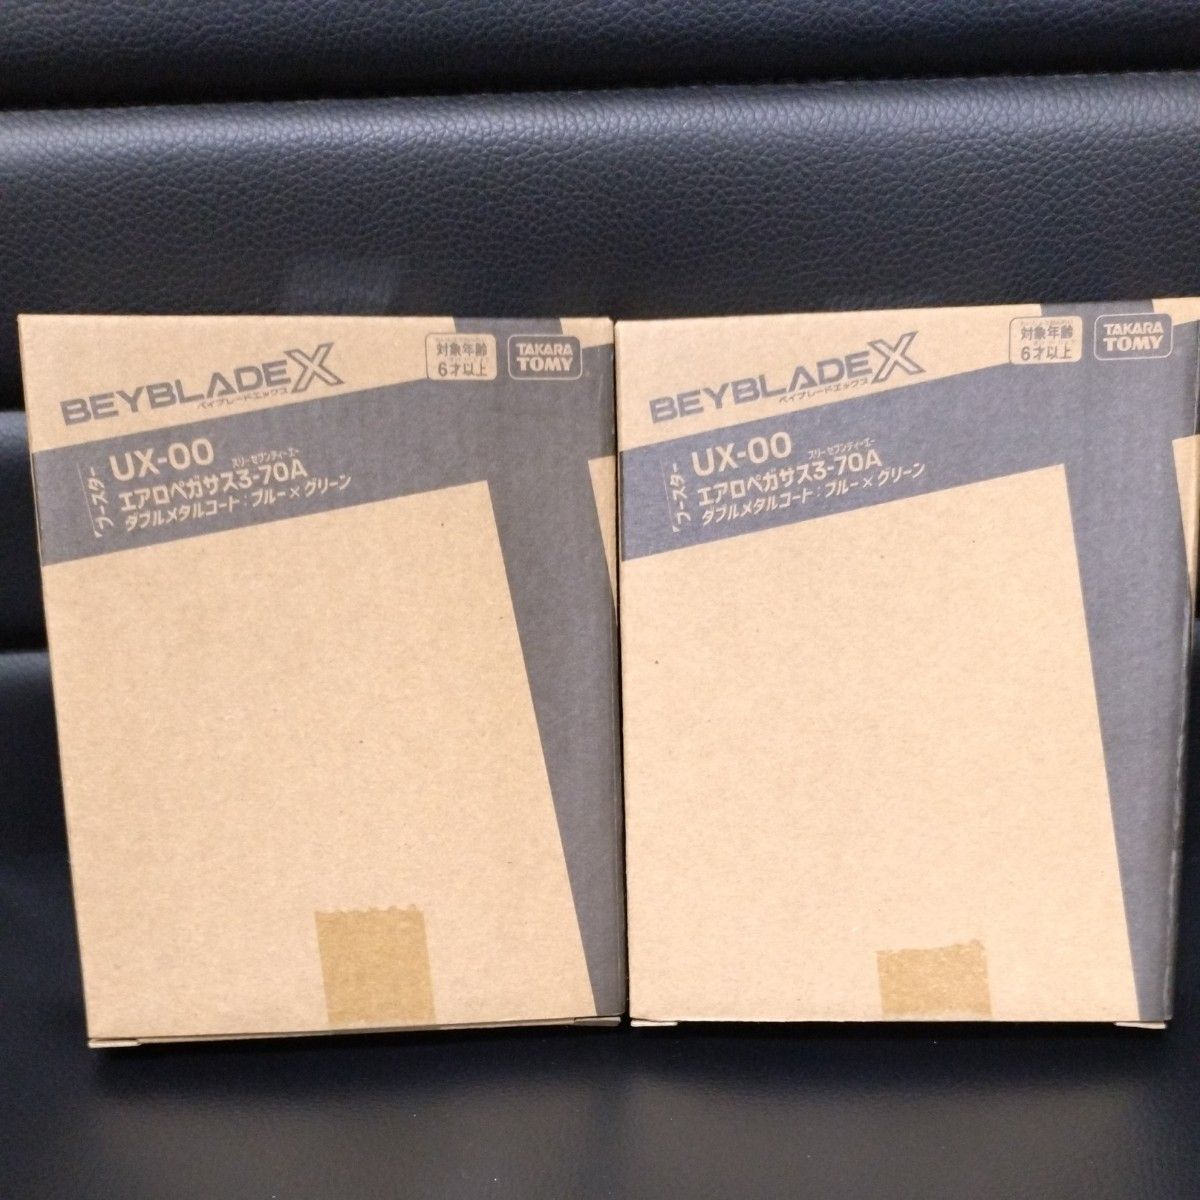 BEYBLADE X
ベイブレードエックス
対象年齢
6才以上
TAKARA
TOMY
ブースター
UX-00
スリーセブンティーエー
エアロペガサス3-70A
ダブルメタルコート:ブルー×グリーン
BEYBLADE X
ベイブレードエックス
対象年齢
6才以上
TAKARA
TOMY
ブースター
UX-00
スリーセブンティーエー
エアロペガサス3-70A
ダブルメタルコート:ブルー×グリーン